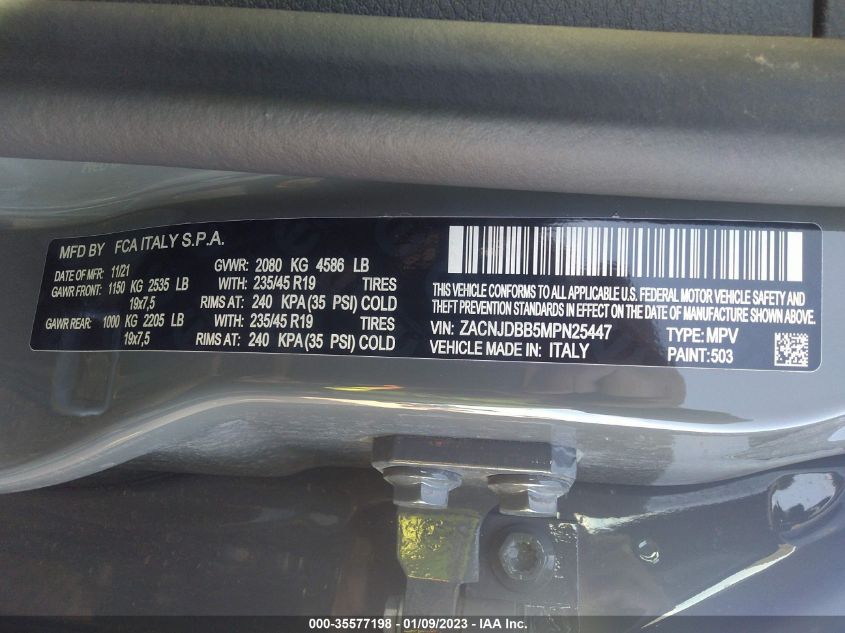 MFD BY FCA ITALY S.P.A.
DATE OF MFR: 11/21 GVWR: 2080 KG 4586 LB
GAWR FRONT: 1150 KG 2535 LB WITH: 235/45 R19 TIRES
19x7,5 RIMS AT: 240 KPA (35 PSI) COLD
GAWR REAR: 1000 KG 2205 LB WITH: 235/45 R19 TIRES
19x7,5 RIMS AT: 240 KPA (35 PSI) COLD
THIS VEHICLE CONFORMS TO ALL APPLICABLE U.S. FEDERAL MOTOR VEHICLE SAFETY AND
THEFT PREVENTION STANDARDS IN EFFECT ON THE DATE OF MANUFACTURE SHOWN ABOVE.
VIN: ZACNJDBB5MPN25447 TYPE: MPV
VEHICLE MADE IN: ITALY PAINT: 503
000-35577198 - 01/09/2023 - IAA Inc.